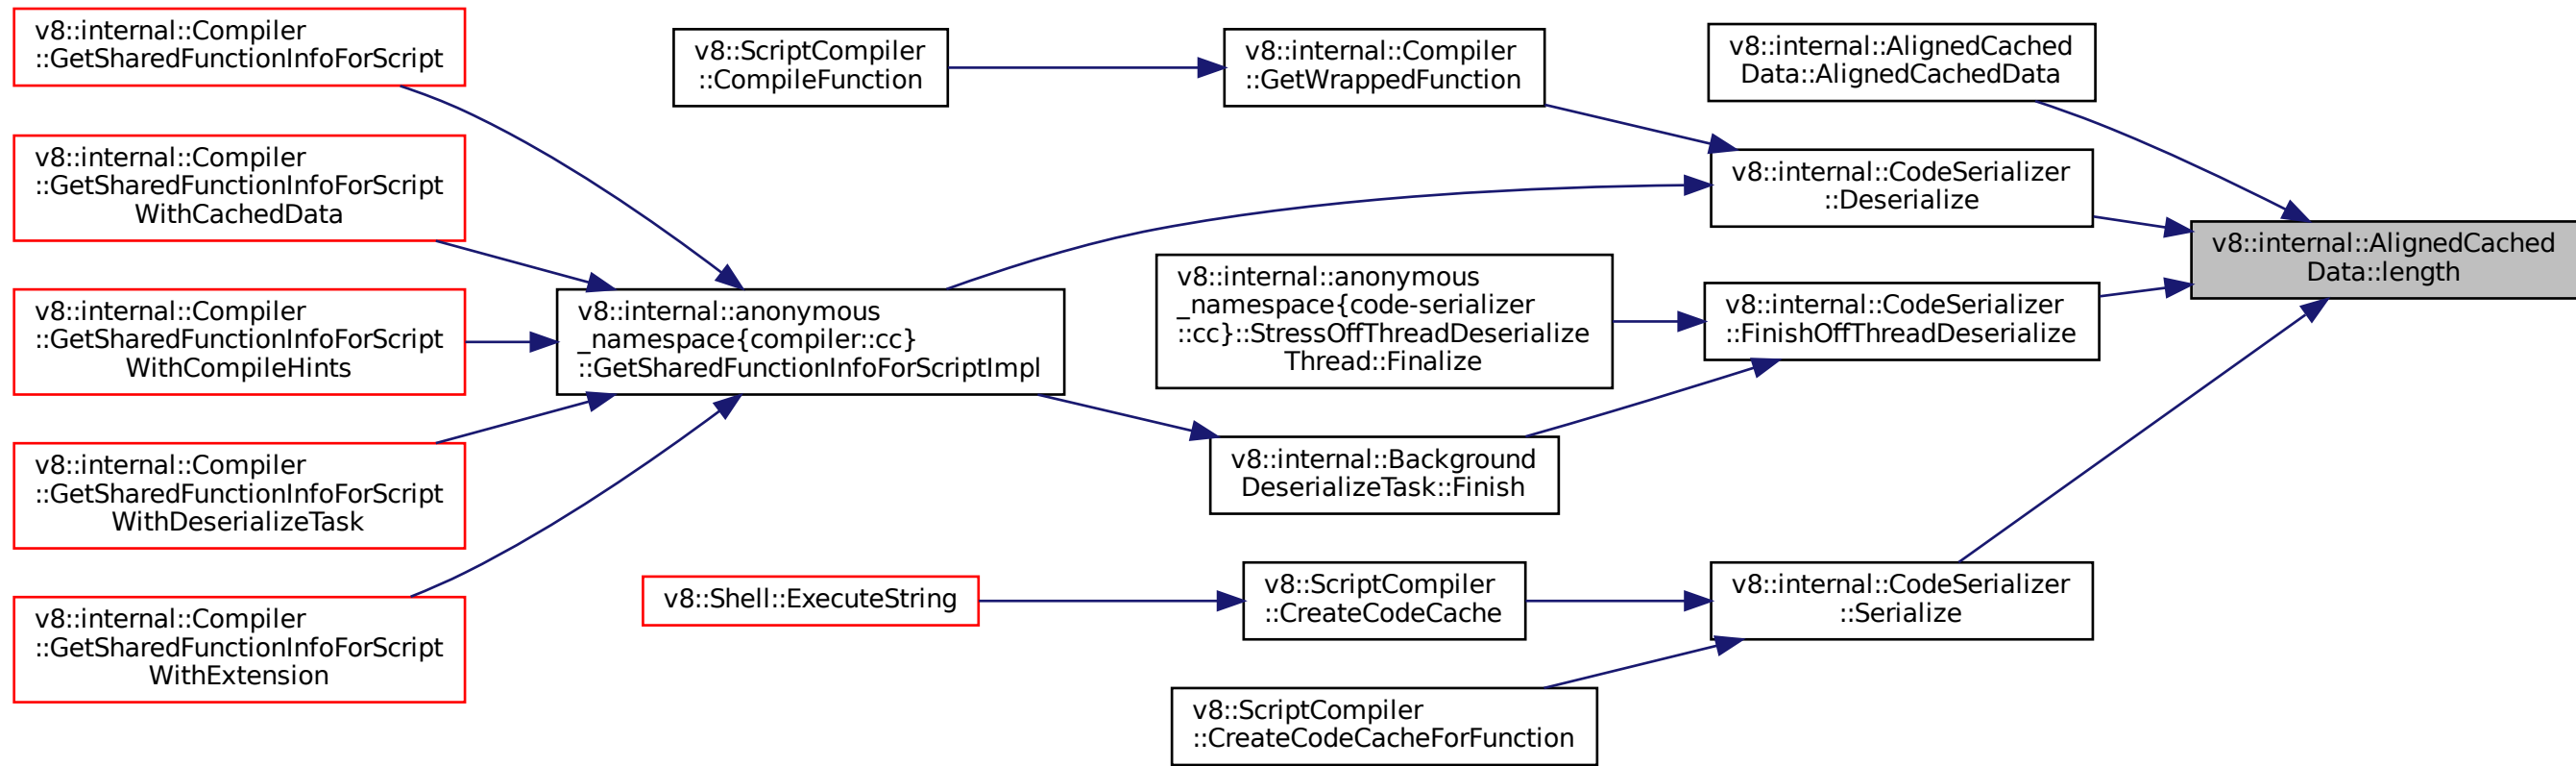 v8::internal::Compiler
::GetSharedFunctionInfoForScript
v8::internal::Compiler
::GetSharedFunctionInfoForScript
WithCachedData
v8::internal::Compiler
::GetSharedFunctionInfoForScript
WithCompileHints
v8::internal::Compiler
::GetSharedFunctionInfoForScript
WithDeserializeTask
v8::internal::Compiler
::GetSharedFunctionInfoForScript
WithExtension
v8::ScriptCompiler
::CompileFunction
v8::internal::anonymous
_namespace{compiler::cc}
::GetSharedFunctionInfoForScriptImpl
v8::Shell::ExecuteString
v8::internal::Compiler
::GetWrappedFunction
v8::internal::anonymous
_namespace{code-serializer
::cc}::StressOffThreadDeserialize
Thread::Finalize
v8::internal::Background
DeserializeTask::Finish
v8::ScriptCompiler
::CreateCodeCache
v8::ScriptCompiler
::CreateCodeCacheForFunction
v8::internal::AlignedCached
Data::AlignedCachedData
v8::internal::CodeSerializer
::Deserialize
v8::internal::CodeSerializer
::FinishOffThreadDeserialize
v8::internal::CodeSerializer
::Serialize
v8::internal::AlignedCached
Data::length